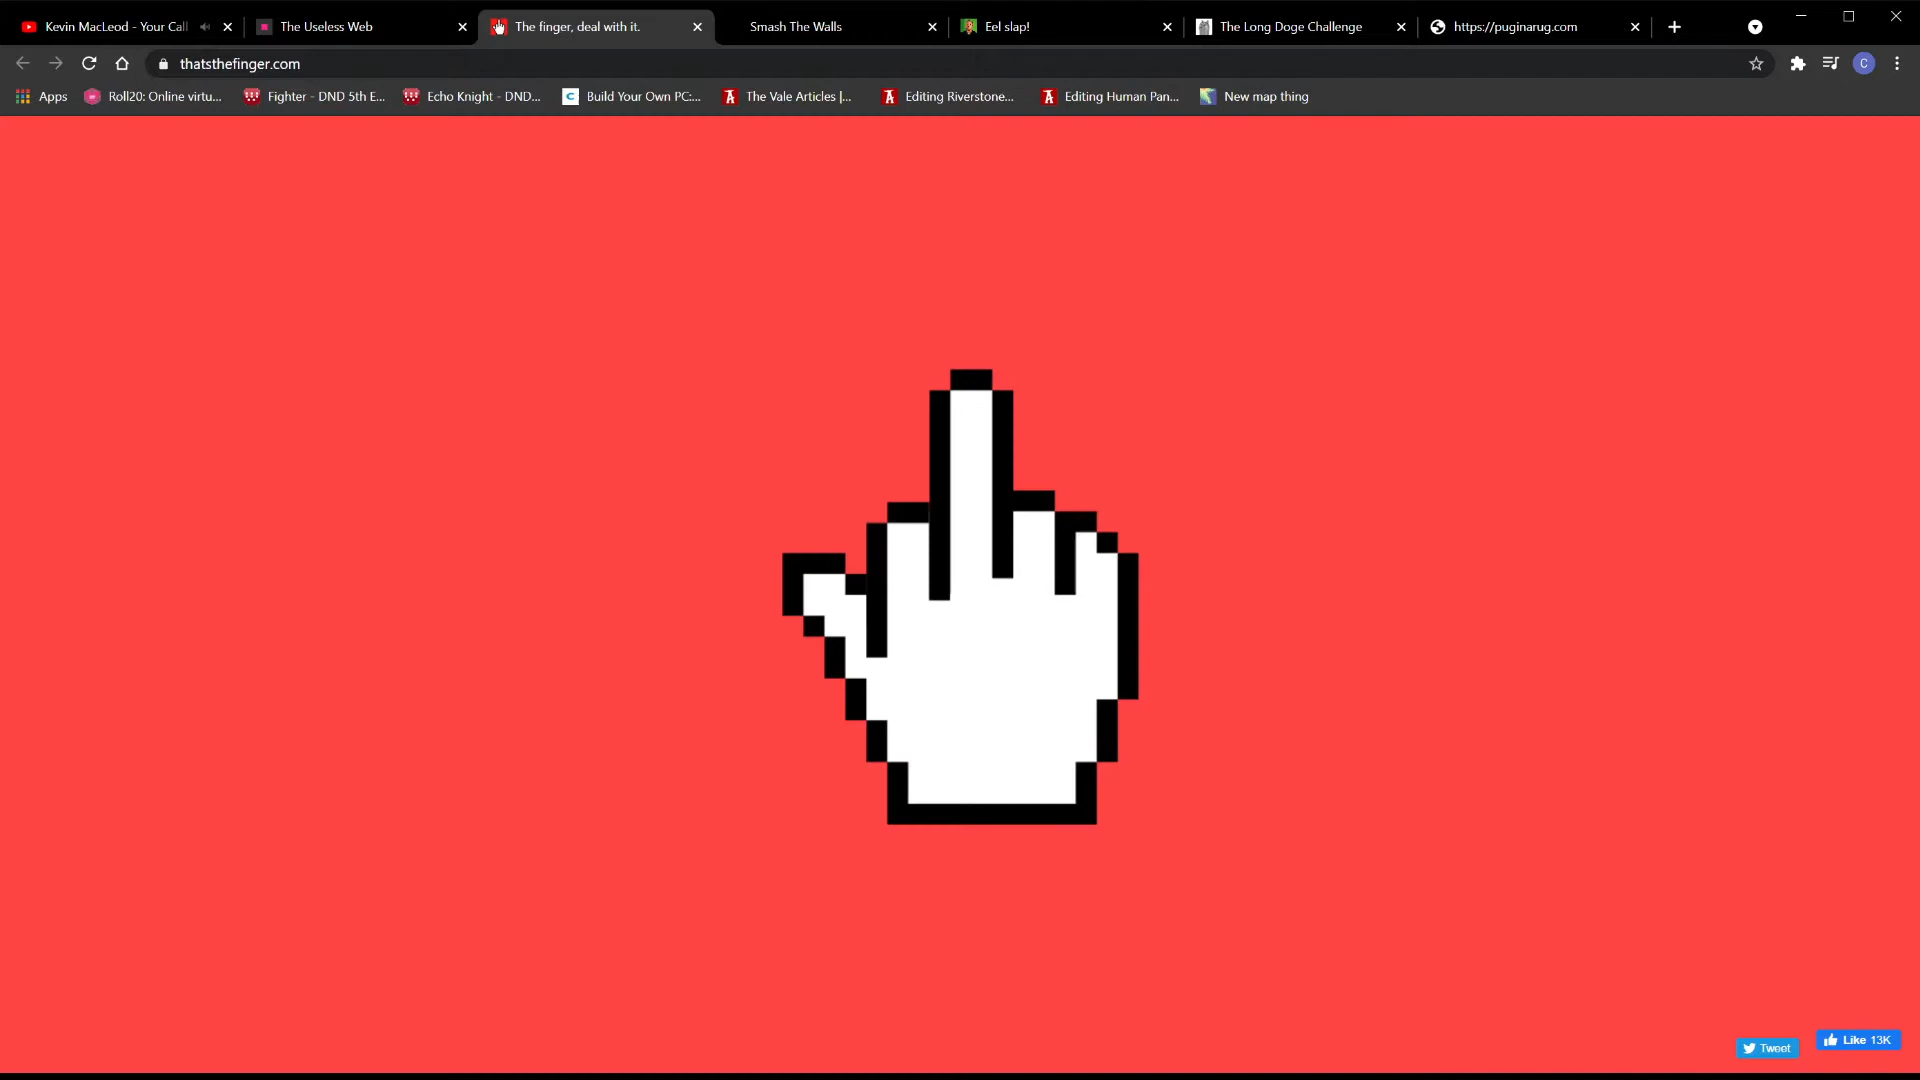 Kevin MacLeod - Your Call
The Useless Web
The finger, deal with it.
Smash The Walls
Eel slap!
The Long Doge Challenge
https://puginarug.com
thatsthefinger.com
C
Apps
Roll20: Online virtu...
Fighter - DND 5th E...
Echo Knight - DND...
C
Build Your Own PC:...
The Vale Articles |...
Editing Riverstone...
Editing Human Pan...
New map thing
Tweet
Like 13K